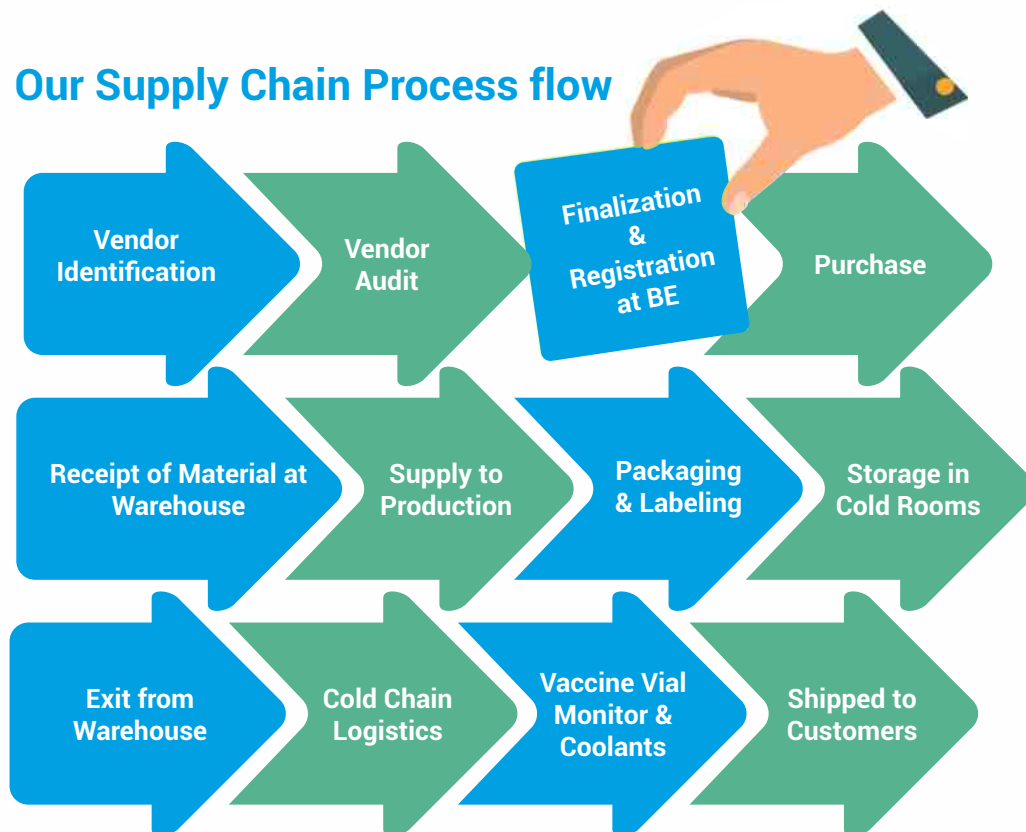 Our Supply Chain Process flow
Vendor
Identification
Vendor
Audit
Finalization
&
Registration
at BE
Purchase
Receipt of Material at
Warehouse
Supply to
Production
Packaging
& Labeling
Storage in
Cold Rooms
Exit from
Warehouse
Cold Chain
Logistics
Vaccine Vial
Monitor &
Coolants
Shipped to
Customers